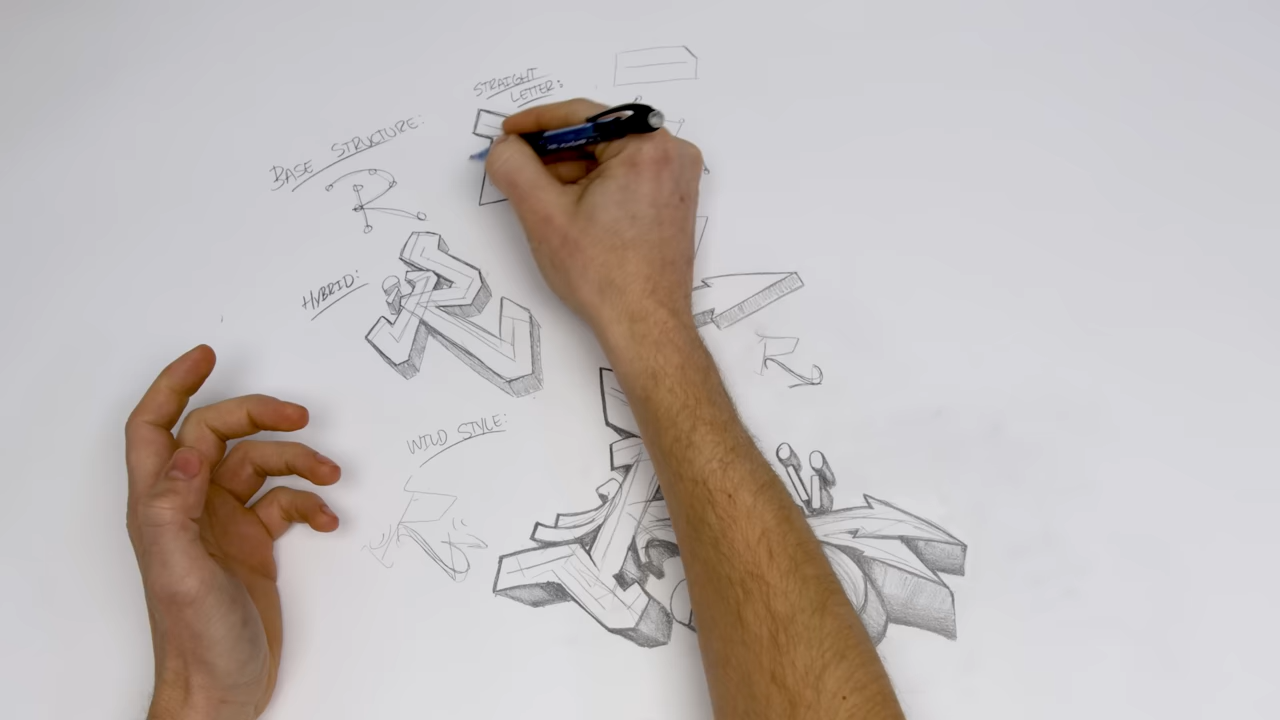 STRAIGHT
LETTER:
BASE STRUCTURE:
R
HYBRID:
R
R
WILD STYLE:
R